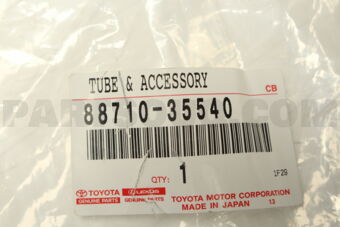 TUBE & ACCESSORY
CB
88710-35540
QTY:
1
1F29
TOYOTA
GENUINE PARTS
LEXUS
GENUINE PARTS
TOYOTA MOTOR CORPORATION
MADE IN JAPAN 13